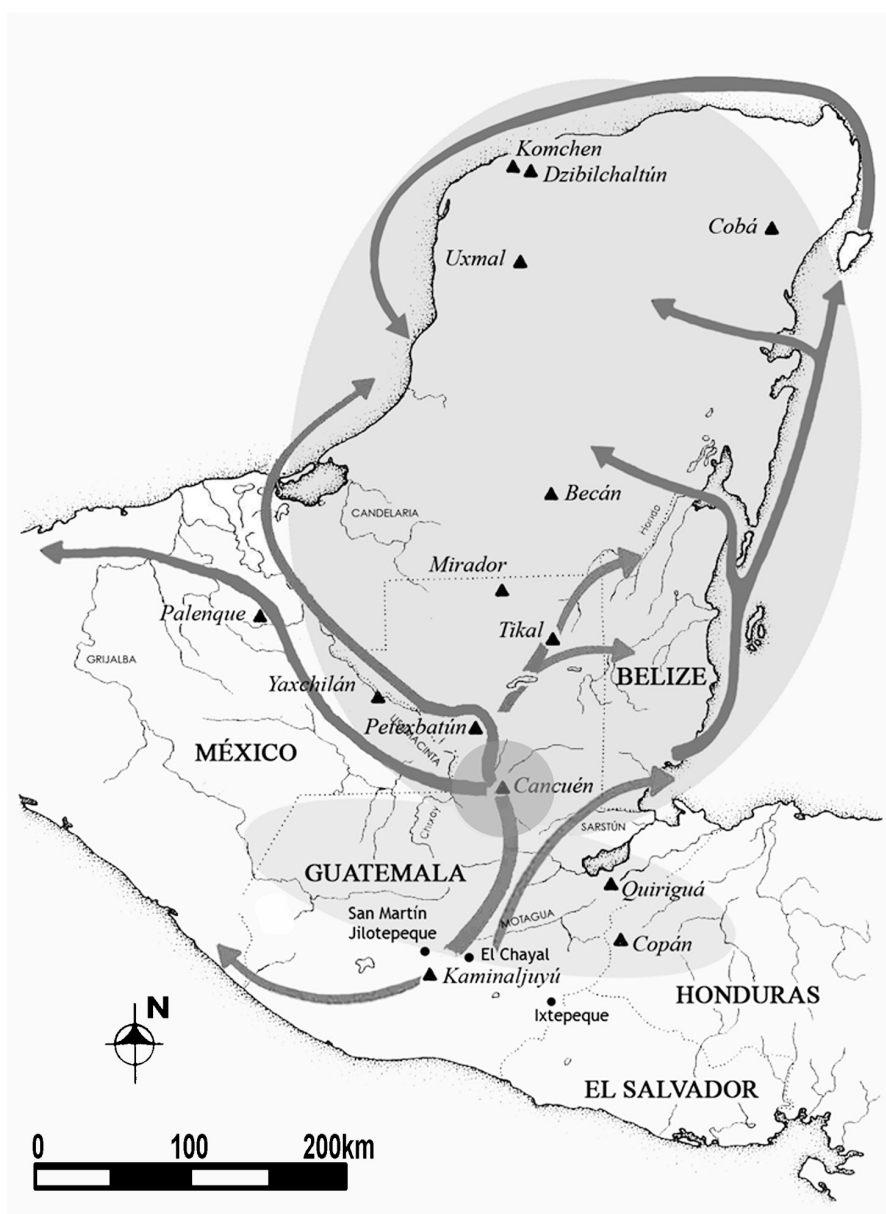 Komchen
Dzibilchaltún
Cobá
Uxmal
Becán
Hondo
CANDELARIA
Mirador
Palenque
Tikal
GRIJALBA
BELIZE
Yaxchilán
Petexbatún
USUMACINTA
MÉXICO
Cancuén
Chixoy
SARSTÚN
GUATEMALA
Quiriguá
San Martín
Jilotepeque
MOTAGUA
El Chayal
Copán
Kaminaljuyú
HONDURAS
Ixtepeque
N
EL SALVADOR
0 100 200km